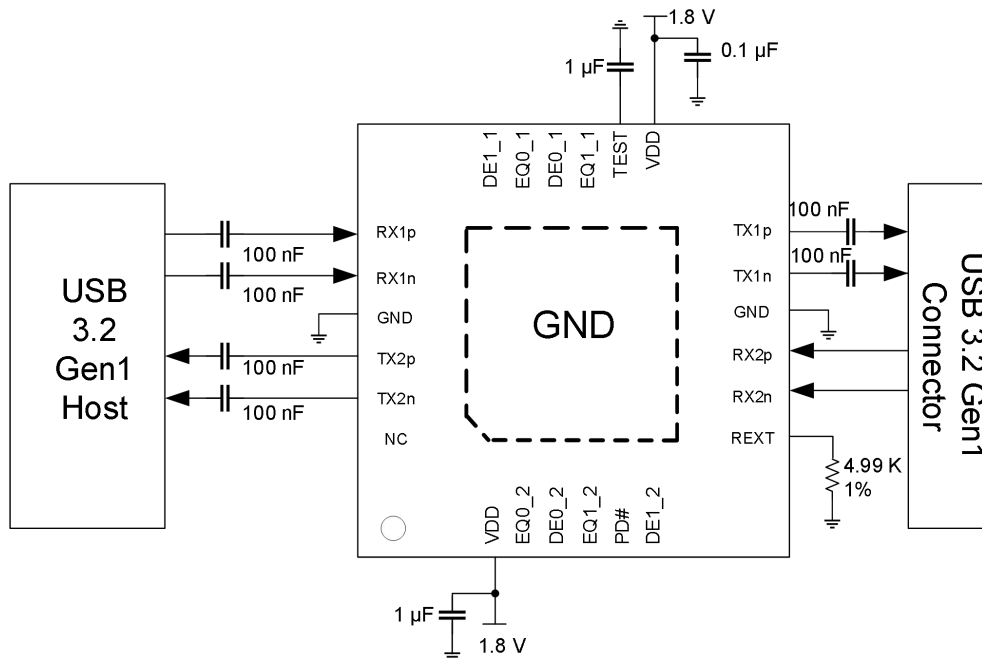 1.8 V
0.1 µF
1 µF
DE1_1
EQ0_1
DE0_1
EQ1_1
TEST
VDD
100 nF
RX1p
TX1p
100 nF
100 nF
RX1n
TX1n
100 nF
USB
3.2
Gen1
Host
GND
GND
GND
USB 3.2 Gen1
Connector
TX2p
RX2p
100 nF
TX2n
RX2n
100 nF
NC
REXT
4.99 K
1%
VDD
EQ0_2
DE0_2
EQ1_2
PD#
DE1_2
1 µF
1.8 V